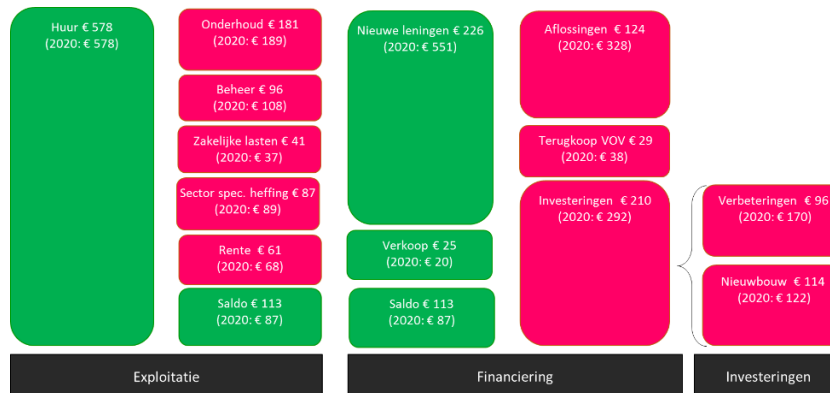 Huur € 578
(2020: € 578)
Onderhoud € 181
(2020: € 189)
Beheer € 96
(2020: € 108)
Zakelijke lasten € 41
(2020: € 37)
Sector spec. heffing € 87
(2020: € 89)
Rente € 61
(2020: € 68)
Saldo € 113
(2020: € 87)
Exploitatie
Nieuwe leningen € 226
(2020: € 551)
Verkoop € 25
(2020: € 20)
Saldo € 113
(2020: € 87)
Aflossingen € 124
(2020: € 328)
Terugkoop VOV € 29
(2020: € 38)
Investeringen € 210
(2020: € 292)
Financiering
Verbeteringen € 96
(2020: € 170)
Nieuwbouw € 114
(2020: € 122)
Investeringen